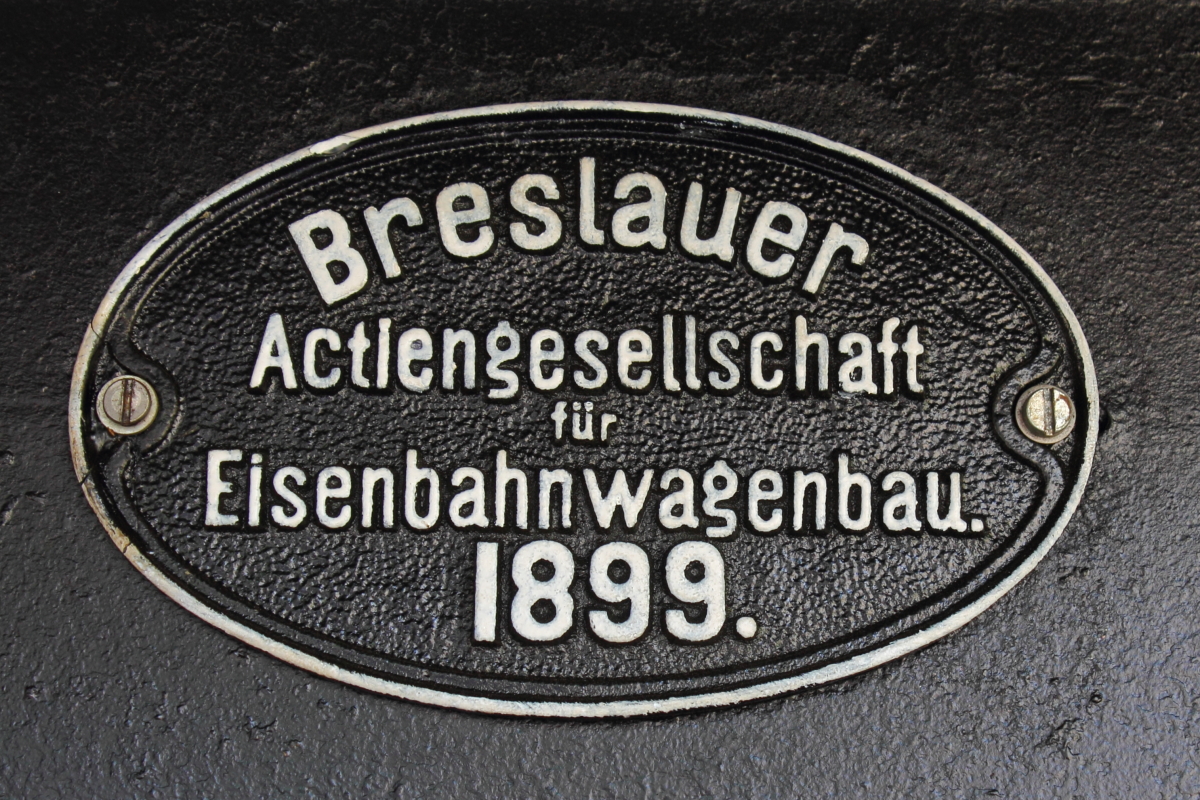 Breslauer
Actiengesellschaft
für
Eisenbahnwagenbau.
1899.